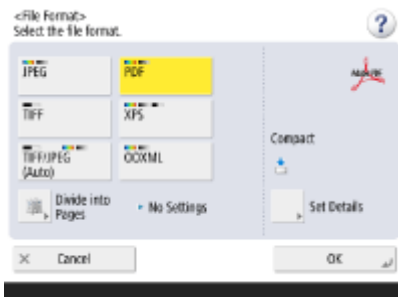 <File Format>
Select the file format.
?
JPEG
PDF
TIFF
XPS
TIFF/JPEG
(Auto)
OOXML
Compact
Divide into
Pages
No Settings
Set Details
× Cancel
OK